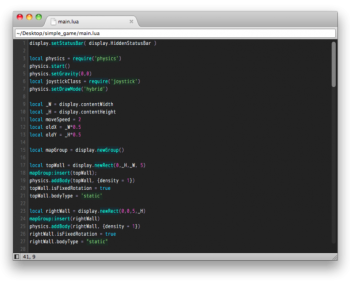 main.lua
~/Desktop/simple_game/main.lua
1 display.setStatusBar( display.HiddenStatusBar )
2
3 local physics = require("physics")
4 physics.start()
5 physics.setGravity(0,0)
6 local joystickClass = require("joystick")
7 physics.setDrawMode("hybrid")
8
9 local _W = display.contentWidth
10 local _H = display.contentHeight
11 local moveSpeed = 2
12 local oldX = _W*0.5
13 local oldY = _H*0.5
14
15 local mapGroup = display.newGroup()
16
17 local topWall = display.newRect(0,_H,_W, 5)
18 mapGroup:insert(topWall);
19 physics.addBody(topWall, {density = 1})
20 topWall.isFixedRotation = true
21 topWall.bodyType = "static"
22
23 local rightWall = display.newRect(0,0,5,_H)
24 mapGroup:insert(rightWall)
25 physics.addBody(rightWall, {density = 1})
26 rightWall.isFixedRotation = true
27 rightWall.bodyType = "static"
28
41, 9